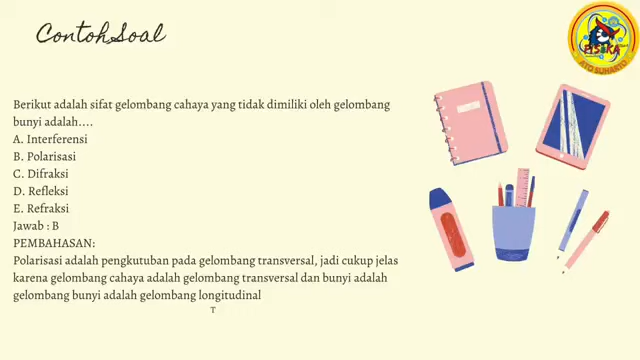 Contoh Soal
FISIKA
ATO SUHARTO
Berikut adalah sifat gelombang cahaya yang tidak dimiliki oleh gelombang
bunyi adalah....
A. Interferensi
B. Polarisasi
C. Difraksi
D. Refleksi
E. Refraksi
Jawab : B
PEMBAHASAN:
Polarisasi adalah pengkutuban pada gelombang transversal, jadi cukup jelas
karena gelombang cahaya adalah gelombang transversal dan bunyi adalah
gelombang bunyi adalah gelombang longitudinal